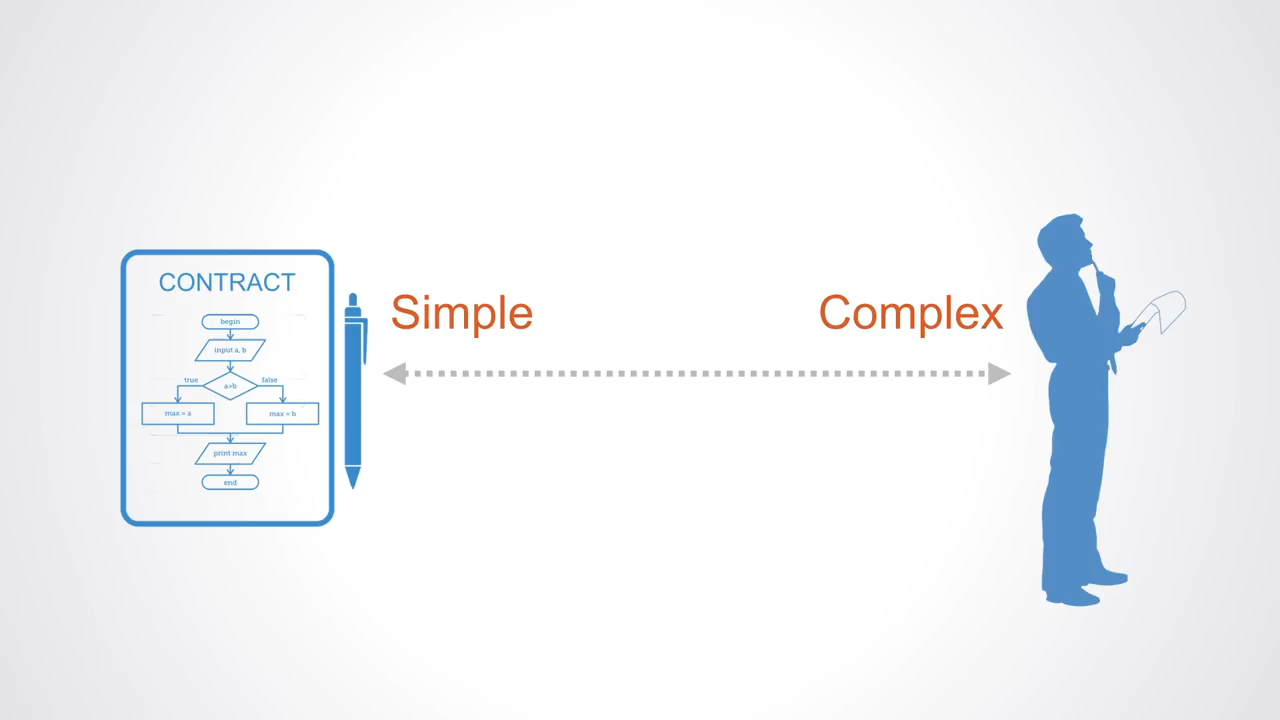 CONTRACT
begin
input a, b
true
false
a>b
max = a
max = b
print max
end
Simple
Complex